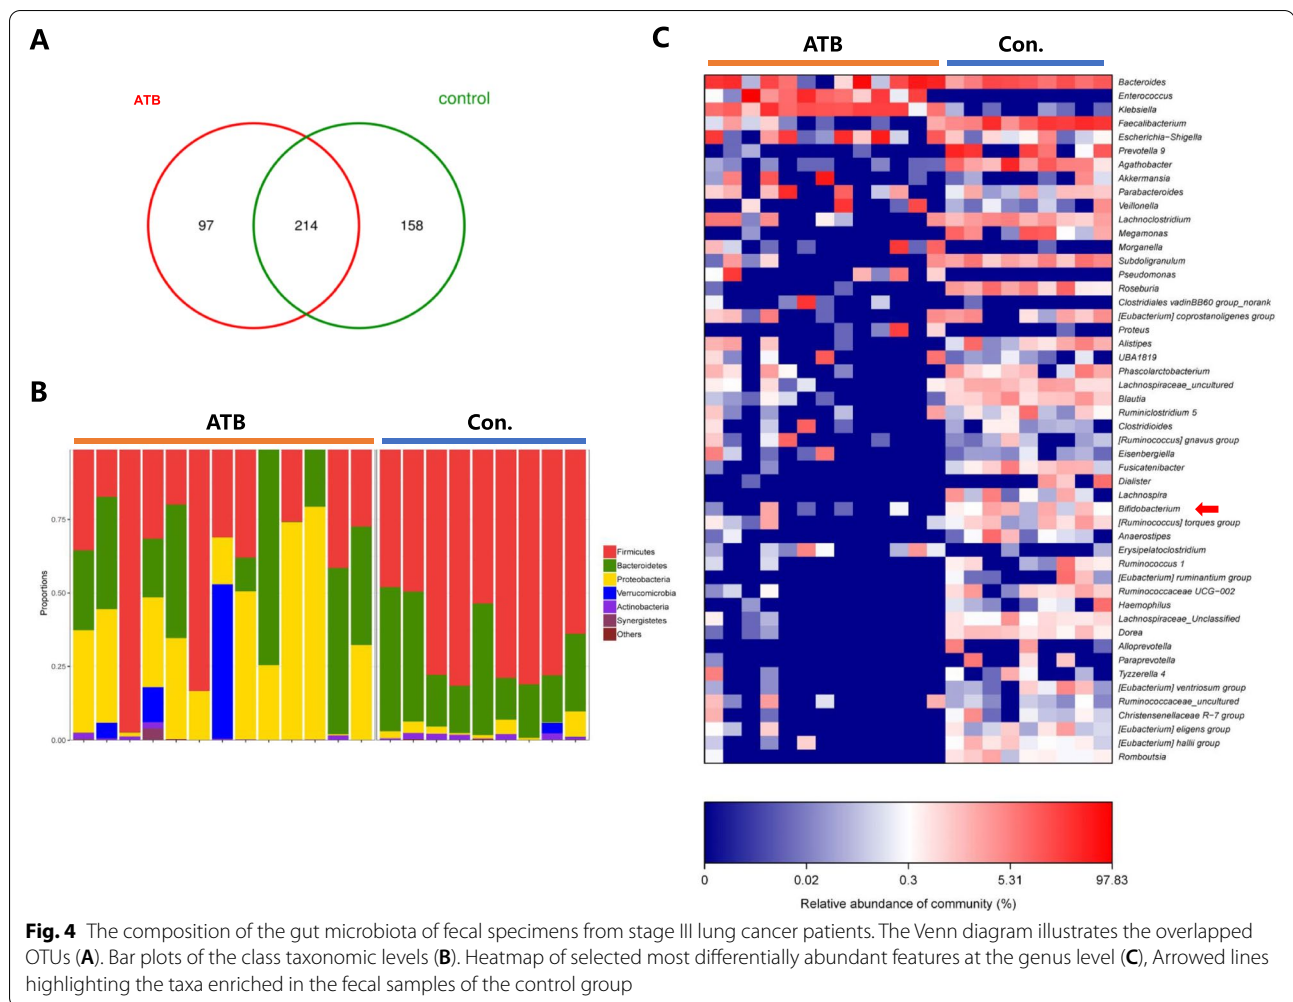 A
ATB
control
97
214
158
B
ATB
Con.
Proportions
0.75
0.50
0.25
0.00
Firmicutes
Bacteroidetes
Proteobacteria
Verrucomicrobia
Actinobacteria
Synergistetes
Others
C
ATB
Con.
Bacteroides
Enterococcus
Klebsiella
Faecalibacterium
Escherichia−Shigella
Prevotella 9
Agathobacter
Akkermansia
Parabacteroides
Veillonella
Lachnoclostridium
Megamonas
Morganella
Subdoligranulum
Pseudomonas
Roseburia
Clostridiales vadinBB60 group_norank
[Eubacterium] coprostanoligenes group
Proteus
Alistipes
UBA1819
Phascolarctobacterium
Lachnospiraceae_uncultured
Blautia
Ruminiclostridium 5
Clostridioides
[Ruminococcus] gnavus group
Eisenbergiella
Fusicatenibacter
Dialister
Lachnospira
Bifidobacterium
[Ruminococcus] torques group
Anaerostipes
Erysipelatoclostridium
Ruminococcus 1
[Eubacterium] ruminantium group
Ruminococcaceae UCG−002
Haemophilus
Lachnospiraceae_Unclassified
Dorea
Alloprevotella
Paraprevotella
Tyzzerella 4
[Eubacterium] ventriosum group
Ruminococcaceae_uncultured
Christensenellaceae R−7 group
[Eubacterium] eligens group
[Eubacterium] hallii group
Romboutsia
0
0.02
0.3
5.31
97.83
Relative abundance of community (%)
Fig. 4 The composition of the gut microbiota of fecal specimens from stage III lung cancer patients. The Venn diagram illustrates the overlapped
OTUs (A). Bar plots of the class taxonomic levels (B). Heatmap of selected most differentially abundant features at the genus level (C), Arrowed lines
highlighting the taxa enriched in the fecal samples of the control group